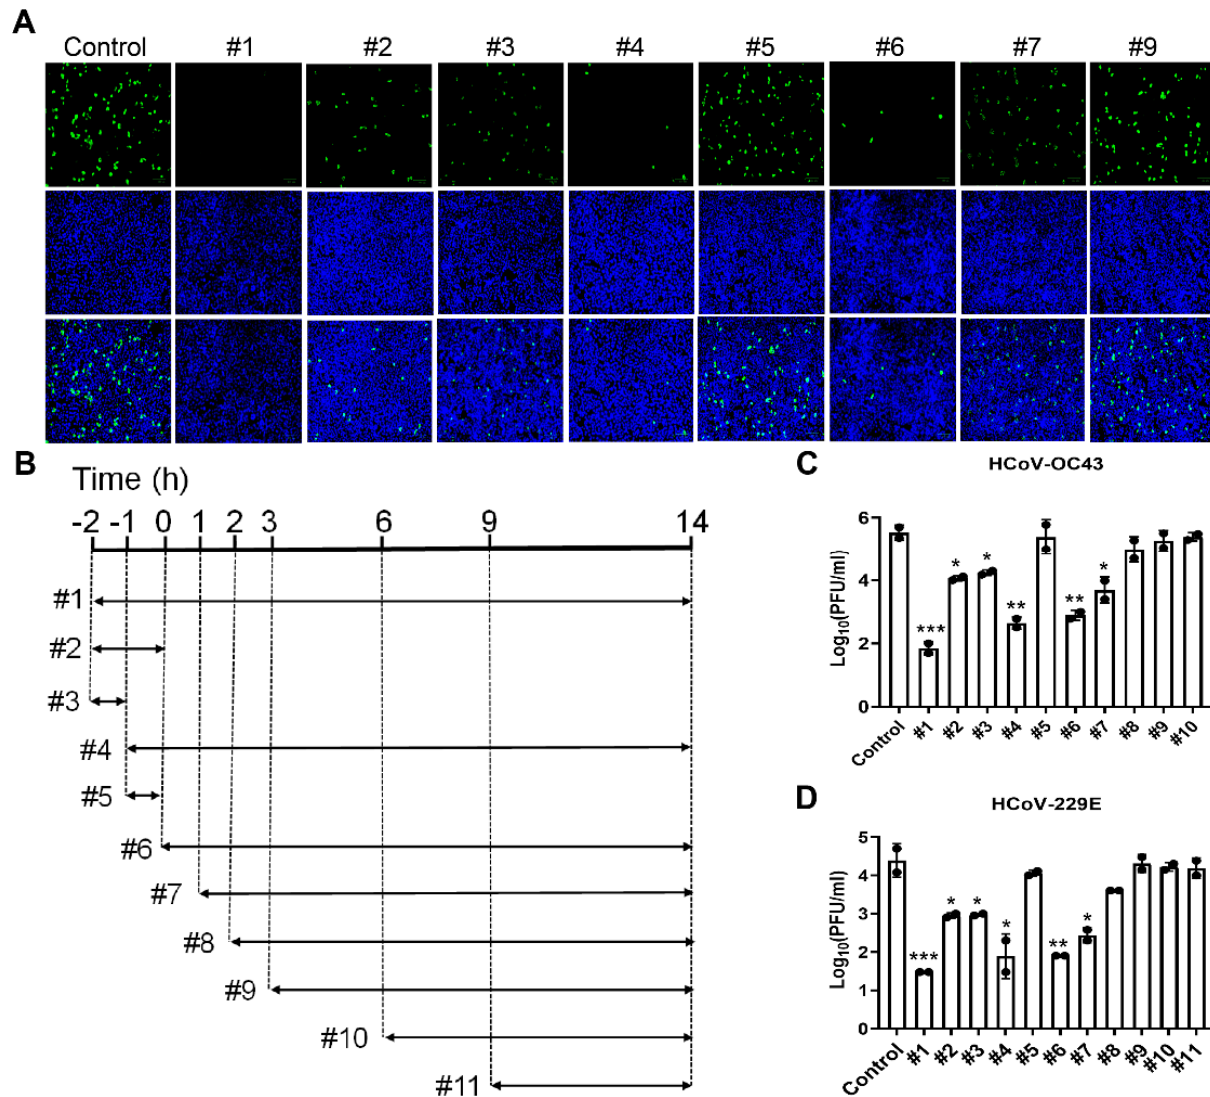 A
Control #1 #2 #3 #4 #5 #6 #7 #9
B
Time (h)
-2 -1 0 1 2 3 6 9 14
#1
#2
#3
#4
#5
#6
#7
#8
#9
#10
#11
C
HCoV-OC43
Log10(PFU/ml)
6
4
2
0
*** * * ** ** *
Control #1 #2 #3 #4 #5 #6 #7 #8 #9 #10
D
HCoV-229E
Log10(PFU/ml)
5
4
3
2
1
0
*** * * * ** *
Control #1 #2 #3 #4 #5 #6 #7 #8 #9 #10 #11